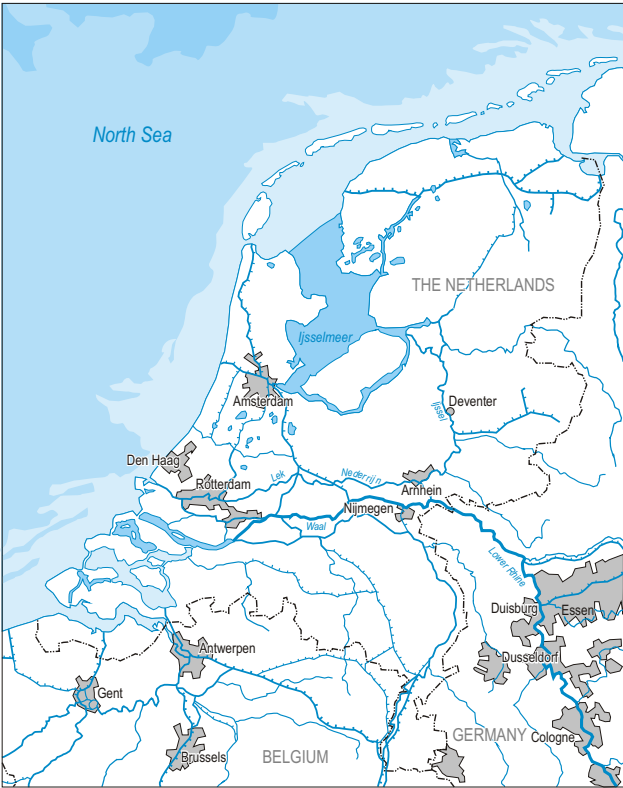 North Sea
THE NETHERLANDS
Ijsselmeer
Amsterdam
Ijssel
Deventer
Den Haag
Rotterdam
Lek
Nederrijn
Arnhein
Nijmegen
Waal
Lower Rhine
Duisburg
Essen
Antwerpen
Dusseldorf
Gent
GERMANY
Cologne
Brussels
BELGIUM